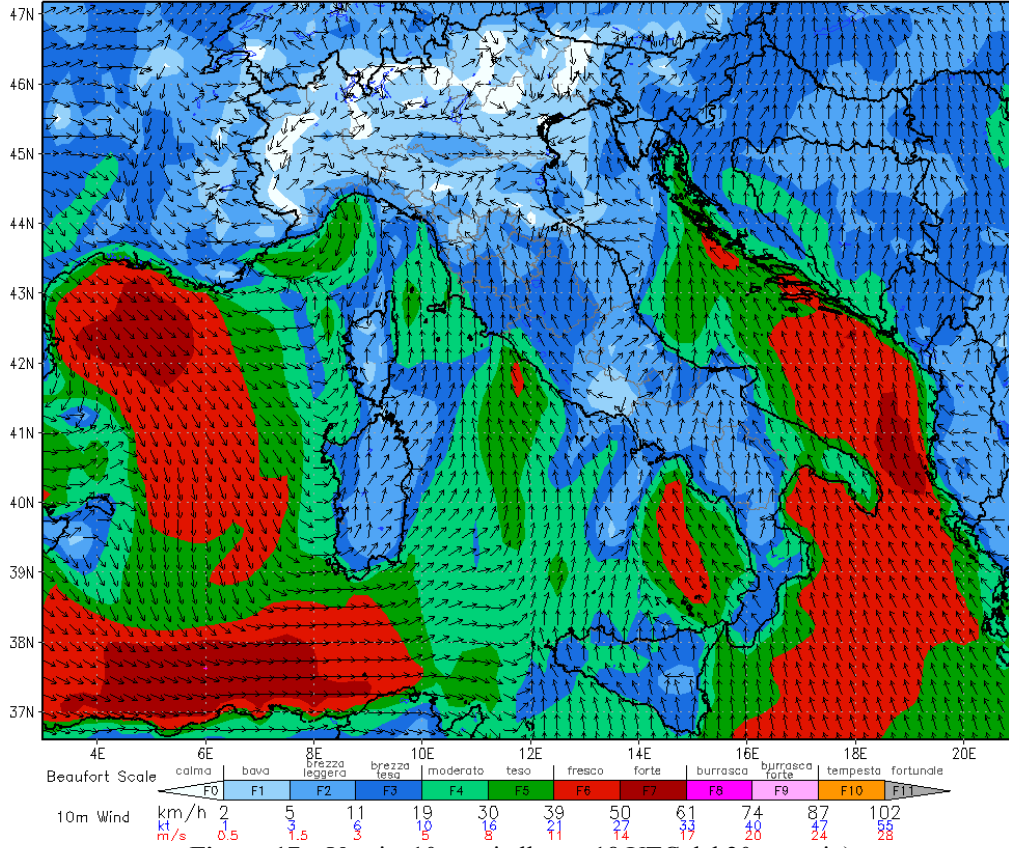 47N
46N
45N
44N
43N
42N
41N
40N
39N
38N
37N
4E 6E 8E 10E 12E 14E 16E 18E 20E
Beaufort Scale calma bava brezza leggera brezza tesa moderato teso fresco forte burrasca burrasca forte tempesta fortunale
F0 F1 F2 F3 F4 F5 F6 F7 F8 F9 F10 F11
10m Wind km/h 2 5 11 19 30 39 50 61 74 87 102
kt 1 3 6 10 16 21 27 33 40 47 55
m/s 0.5 1.5 3 5 8 11 14 17 20 24 28